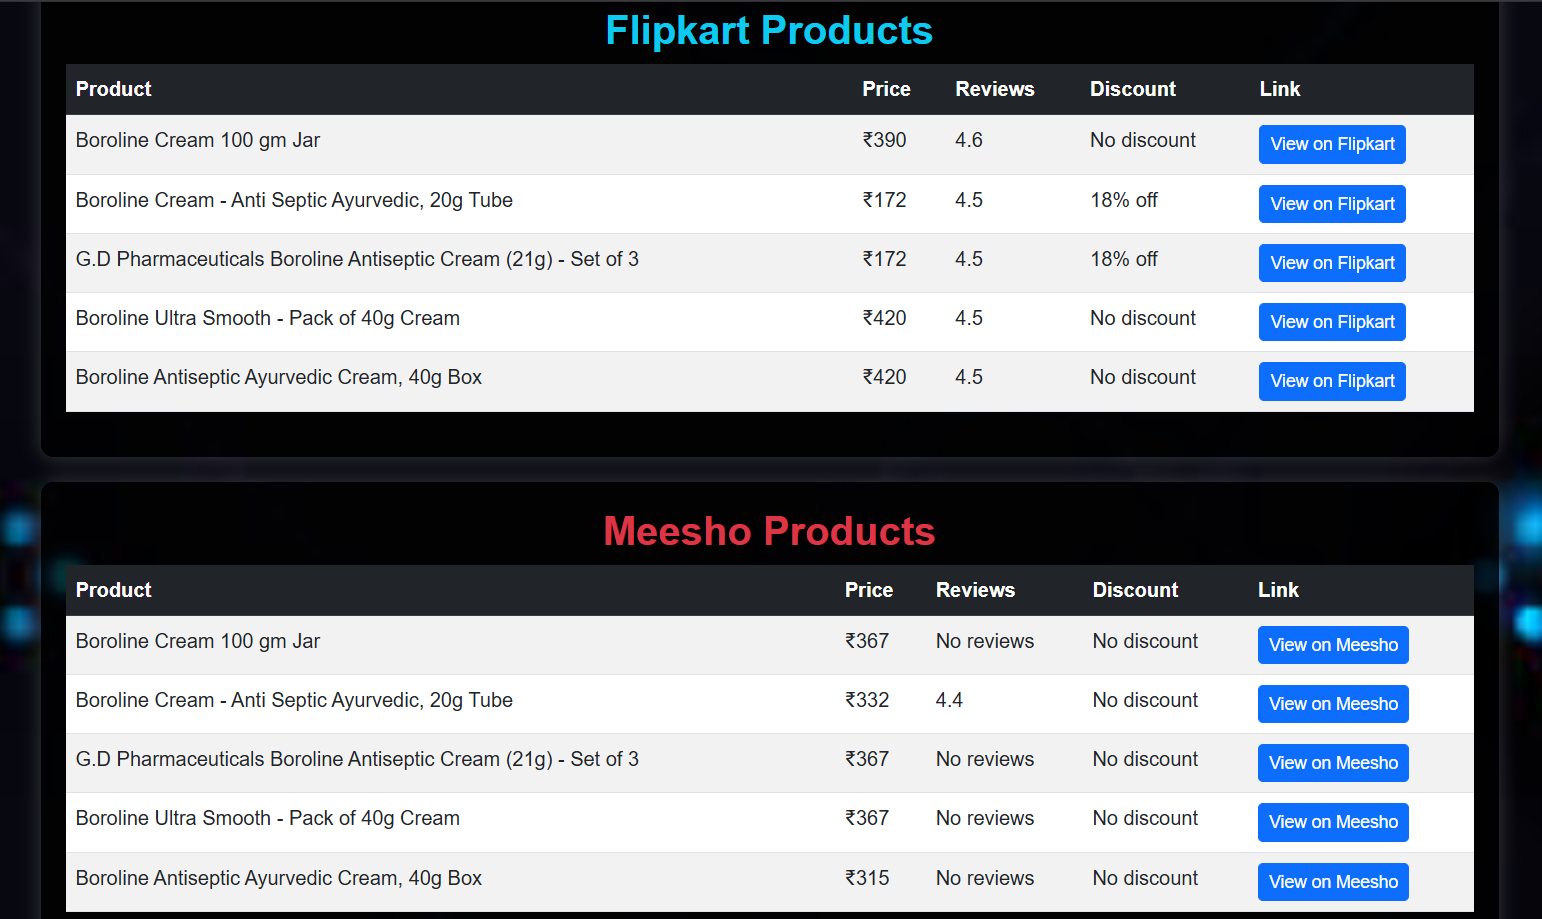 Flipkart Products
Product Price Reviews Discount Link
Boroline Cream 100 gm Jar ₹390 4.6 No discount View on Flipkart
Boroline Cream - Anti Septic Ayurvedic, 20g Tube ₹172 4.5 18% off View on Flipkart
G.D Pharmaceuticals Boroline Antiseptic Cream (21g) - Set of 3 ₹172 4.5 18% off View on Flipkart
Boroline Ultra Smooth - Pack of 40g Cream ₹420 4.5 No discount View on Flipkart
Boroline Antiseptic Ayurvedic Cream, 40g Box ₹420 4.5 No discount View on Flipkart
Meesho Products
Product Price Reviews Discount Link
Boroline Cream 100 gm Jar ₹367 No reviews No discount View on Meesho
Boroline Cream - Anti Septic Ayurvedic, 20g Tube ₹332 4.4 No discount View on Meesho
G.D Pharmaceuticals Boroline Antiseptic Cream (21g) - Set of 3 ₹367 No reviews No discount View on Meesho
Boroline Ultra Smooth - Pack of 40g Cream ₹367 No reviews No discount View on Meesho
Boroline Antiseptic Ayurvedic Cream, 40g Box ₹315 No reviews No discount View on Meesho